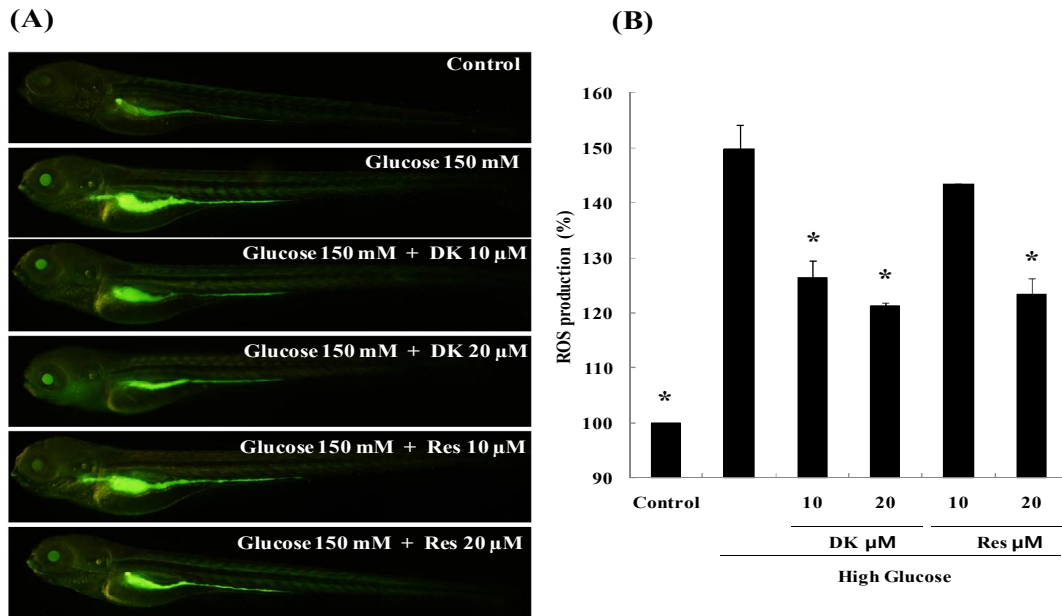 (A)
Control
Glucose 150 mM
Glucose 150 mM + DK 10 µM
Glucose 150 mM + DK 20 µM
Glucose 150 mM + Res 10 µM
Glucose 150 mM + Res 20 µM
(B)
ROS production (%)
160
150
140
130
120
110
100
90
*
*
*
*
Control
10
20
10
20
DK µM
Res µM
High Glucose